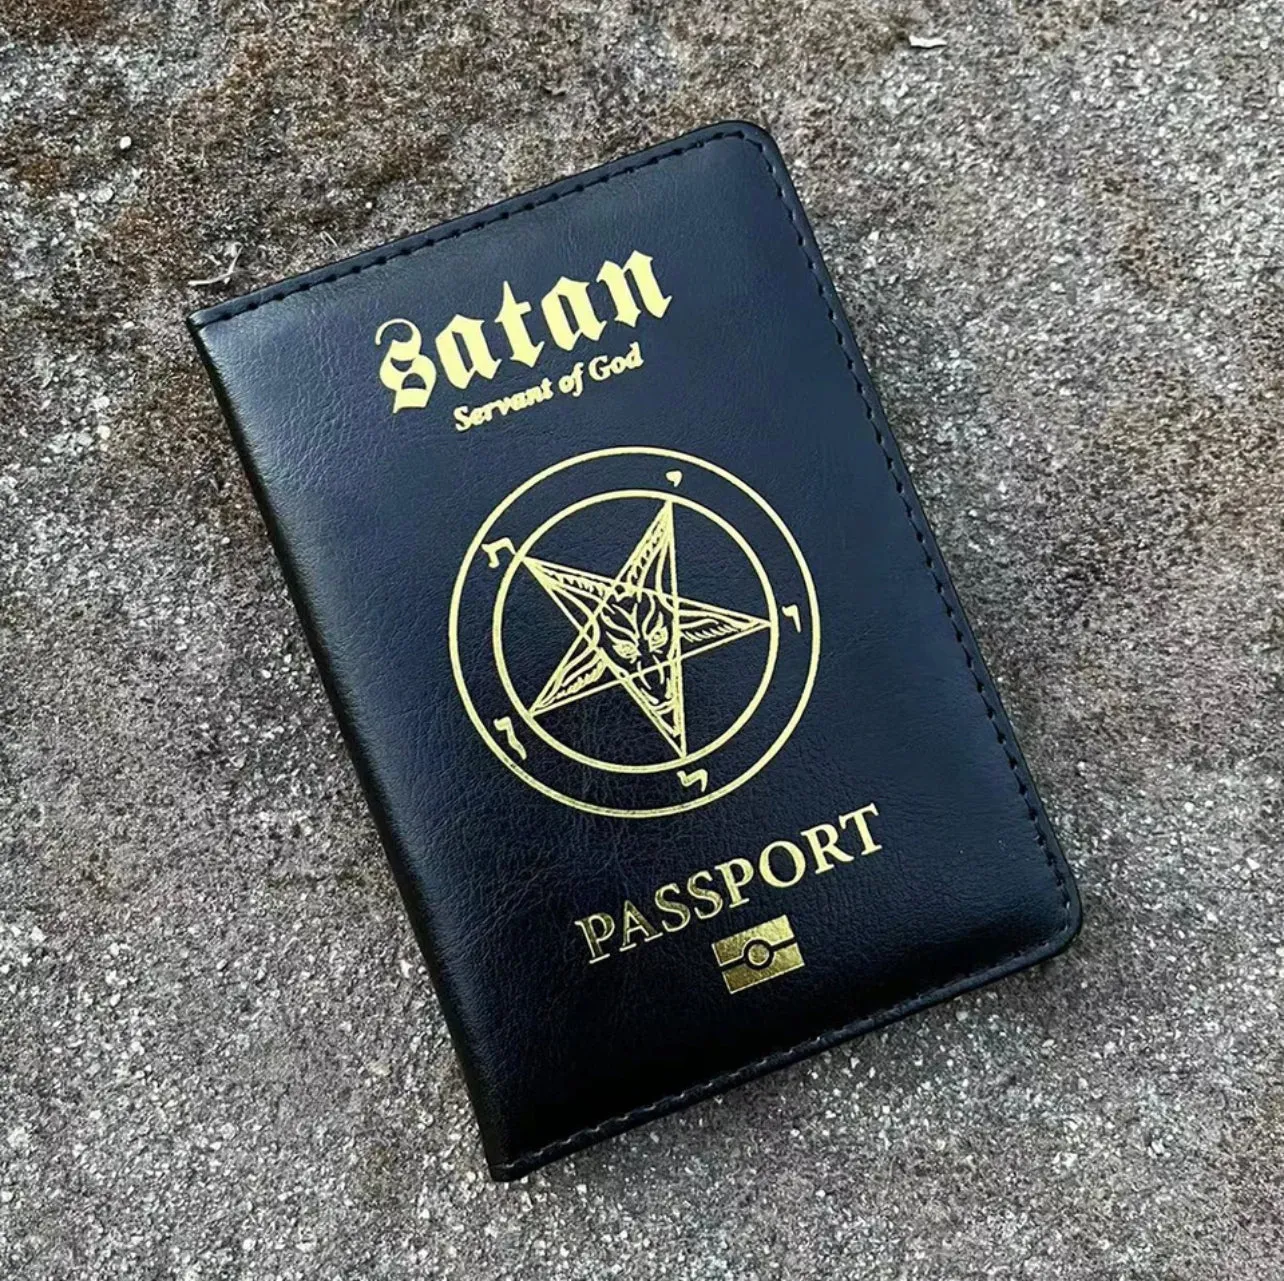 Satan
Servant of God
י
ת
ו
ן
ל
PASSPORT